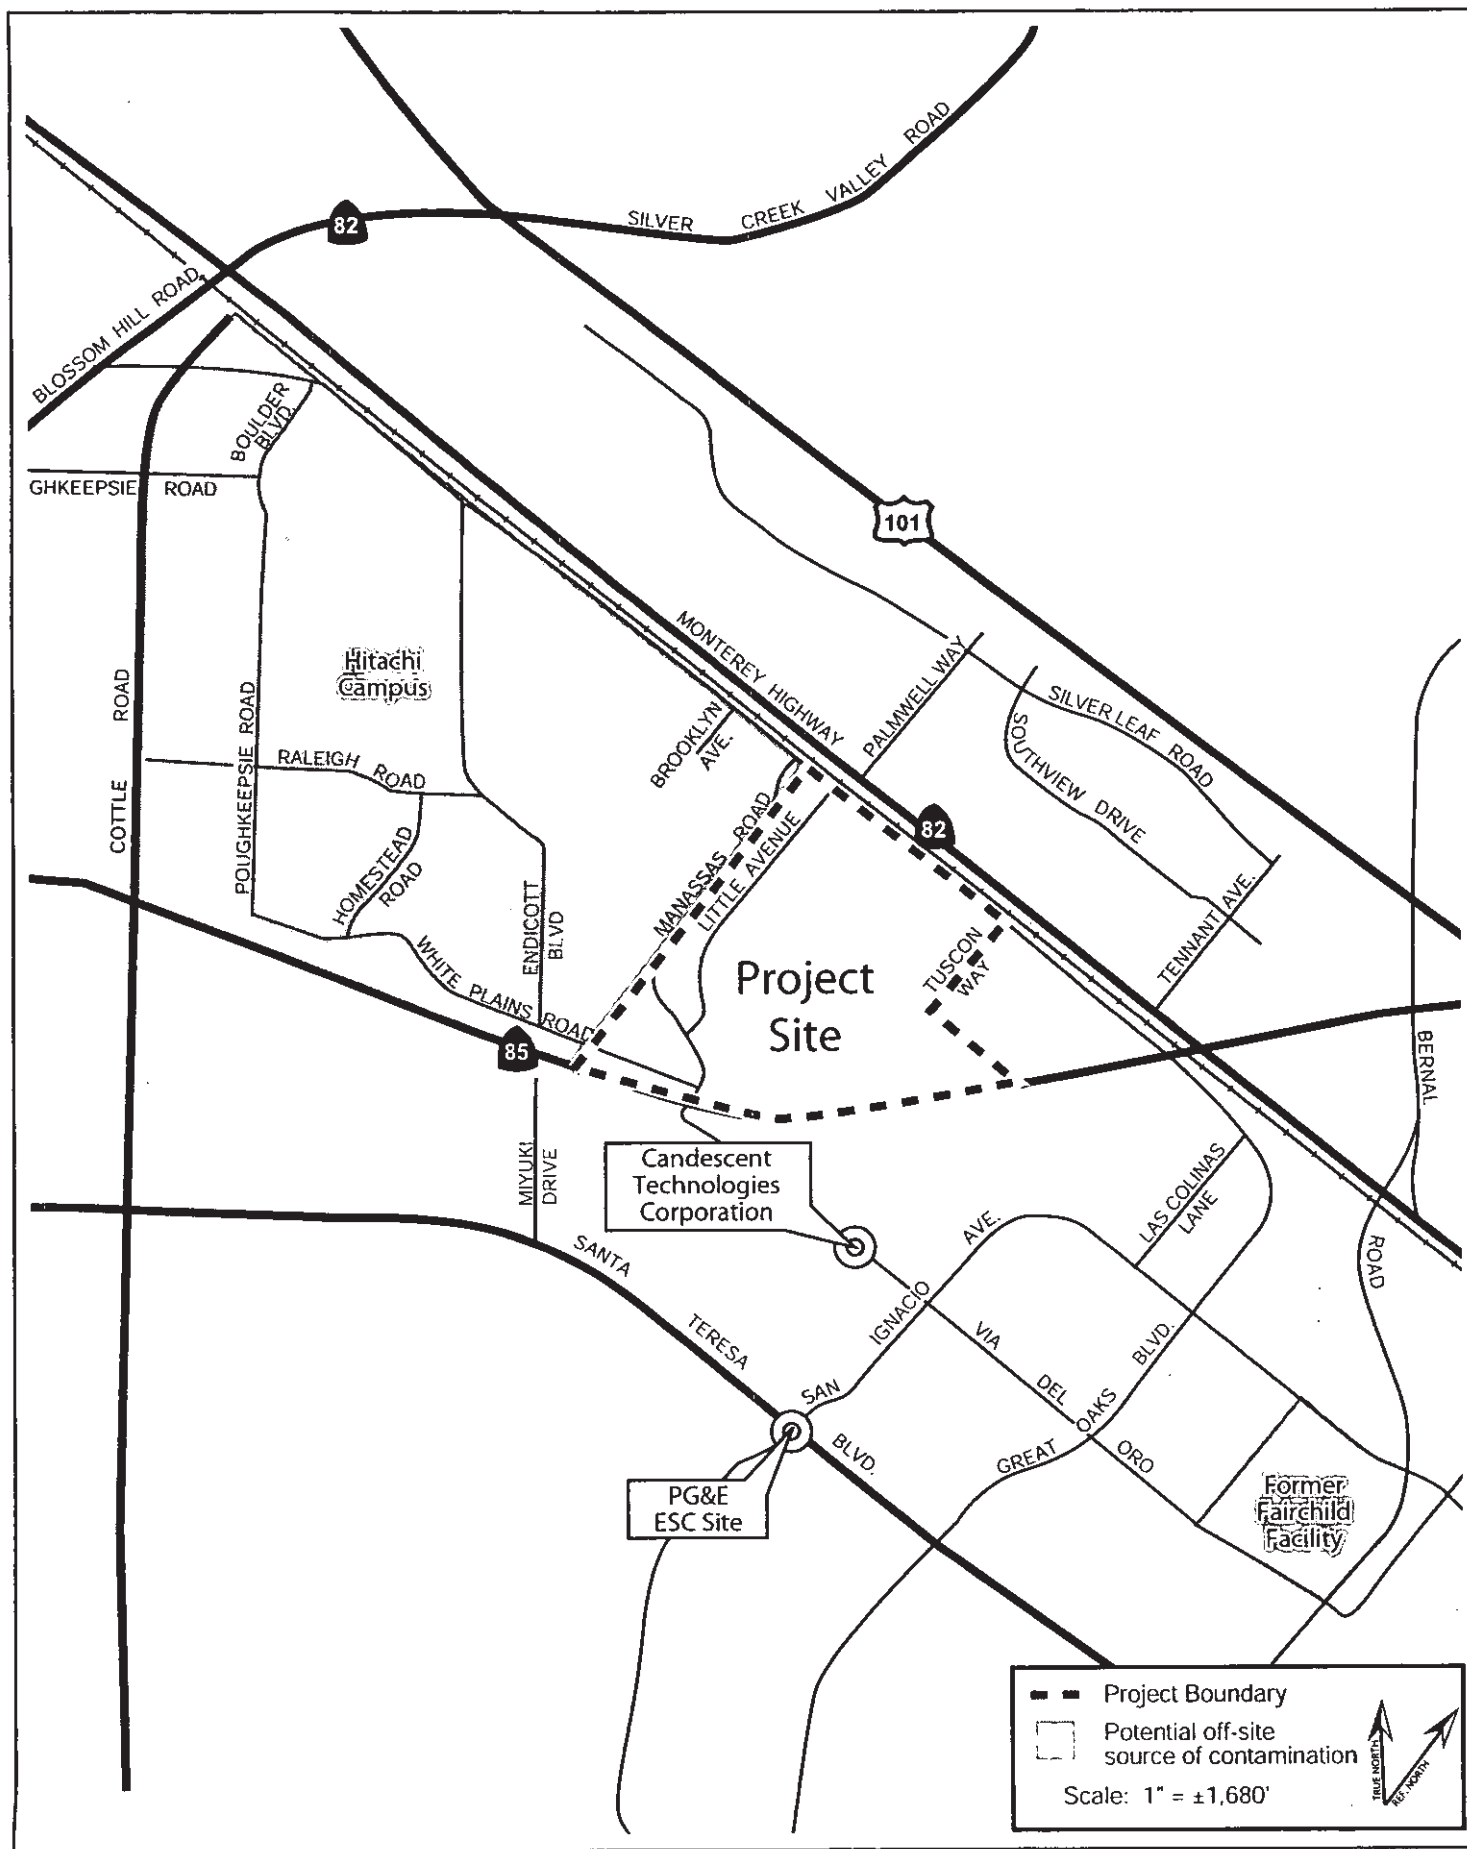 SILVER CREEK VALLEY ROAD
82
BLOSSOM HILL ROAD
BOULDER
BLVD.
GHKEEPSIE ROAD
101
Hitachi
Campus
MONTEREY HIGHWAY
PALMWELL WAY
SILVER LEAF ROAD
SOUTHVIEW DRIVE
BROOKLYN
AVE.
COTTLE ROAD
POUGHKEEPSIE ROAD
RALEIGH ROAD
HOMESTEAD
ROAD
ENDICOTT
BLVD
MANASSAS ROAD
LITTLE AVENUE
82
TENNANT AVE.
WHITE PLAINS ROAD
Project
Site
TUSCON
WAY
85
BERNAL ROAD
MIYUKI
DRIVE
Candescent
Technologies
Corporation
LAS COLINAS
LANE
SANTA TERESA BLVD.
SAN IGNACIO AVE.
VIA DEL ORO
GREAT OAKS BLVD.
PG&E
ESC Site
Former
Fairchild
Facility
Project Boundary
Potential off-site
source of contamination
Scale: 1" = ±1,680'
TRUE NORTH
REF. NORTH